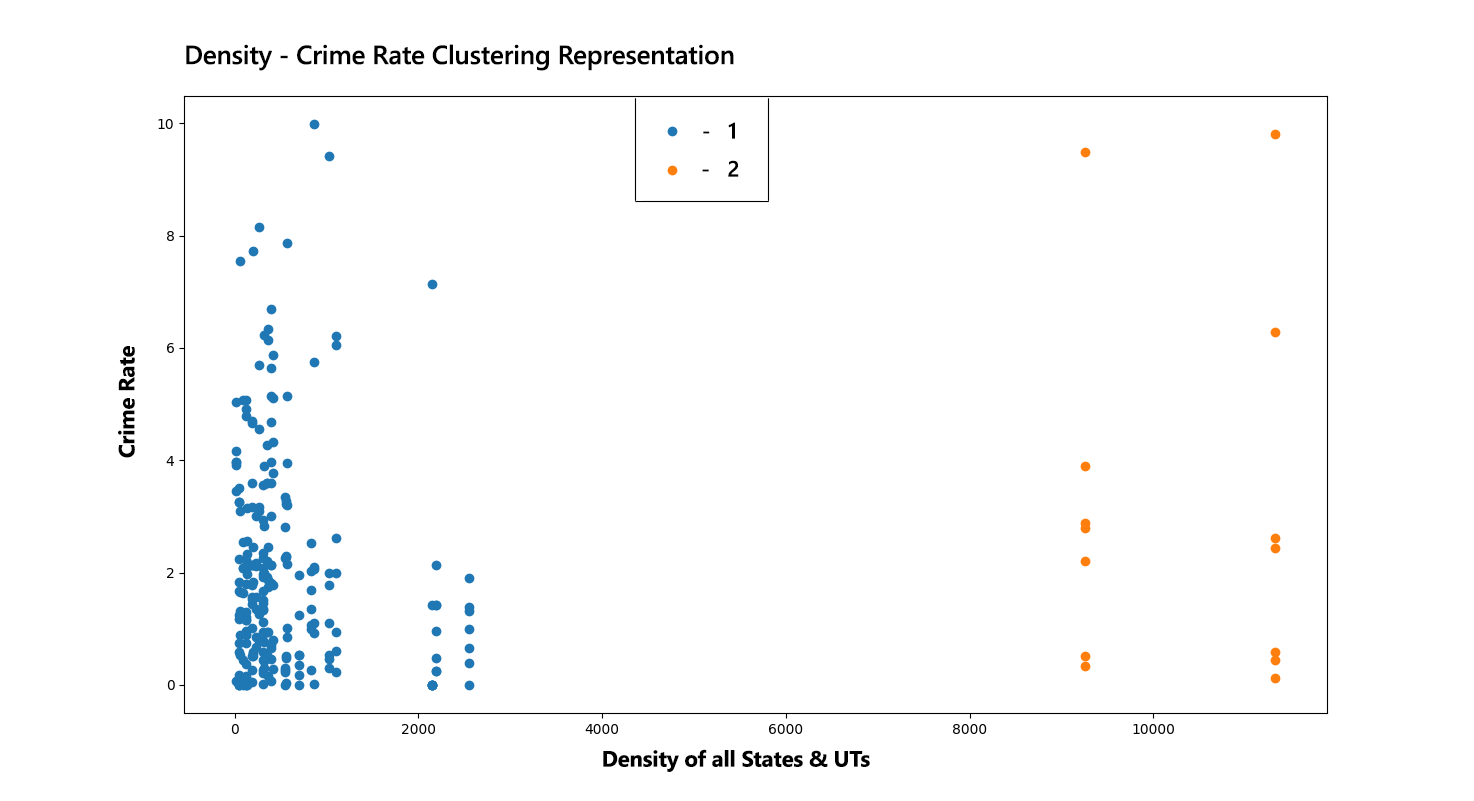 Density - Crime Rate Clustering Representation
- 1
- 2
10
8
6
4
2
0
Crime Rate
0 2000 4000 6000 8000 10000
Density of all States & UTs